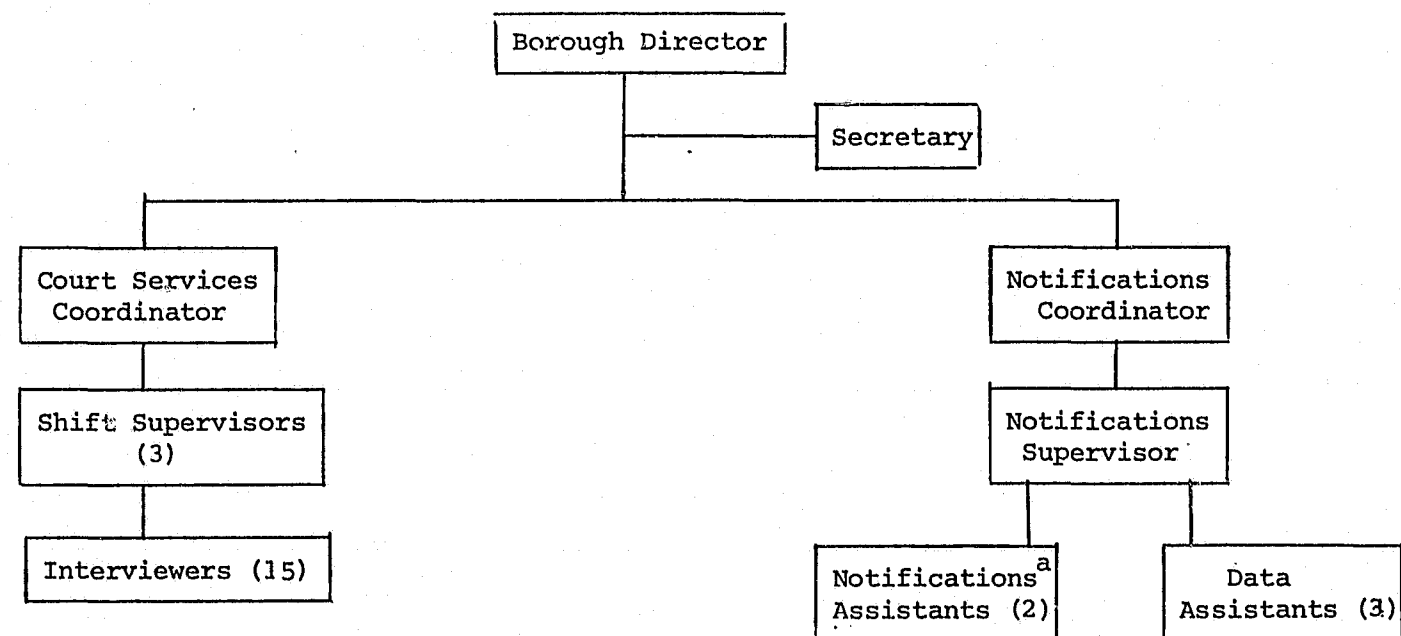 Borough Director
Secretary
Court Services
Coordinator
Notifications
Coordinator
Shift Supervisors
(3)
Notifications
Supervisor
Interviewers (15)
Notifications a
Assistants (2)
Data
Assistants (3)